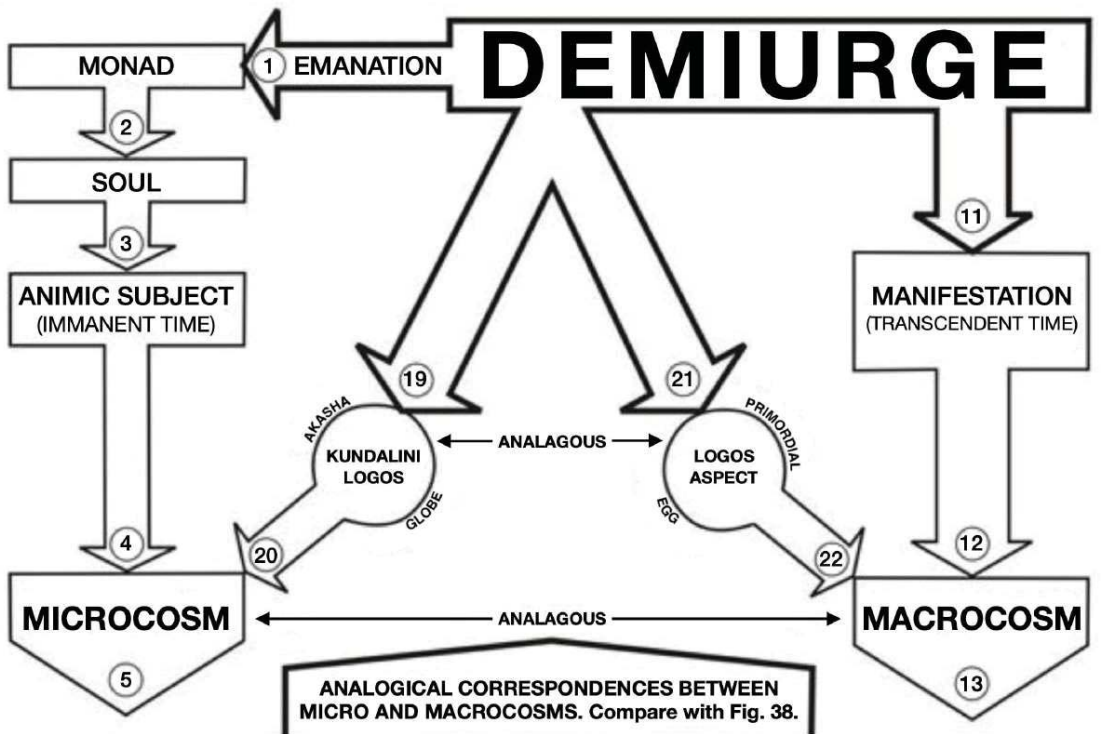 DEMIURGE
1 EMANATION
MONAD
2
SOUL
3
ANIMIC SUBJECT
(IMMANENT TIME)
11
MANIFESTATION
(TRANSCENDENT TIME)
19
21
AKASHA
KUNDALINI
LOGOS
GLOBE
ANALAGOUS
PRIMORDIAL
LOGOS
ASPECT
EGG
4
20
22
12
MICROCOSM
5
ANALAGOUS
MACROCOSM
13
ANALOGICAL CORRESPONDENCES BETWEEN
MICRO AND MACROCOSMS. Compare with Fig. 38.